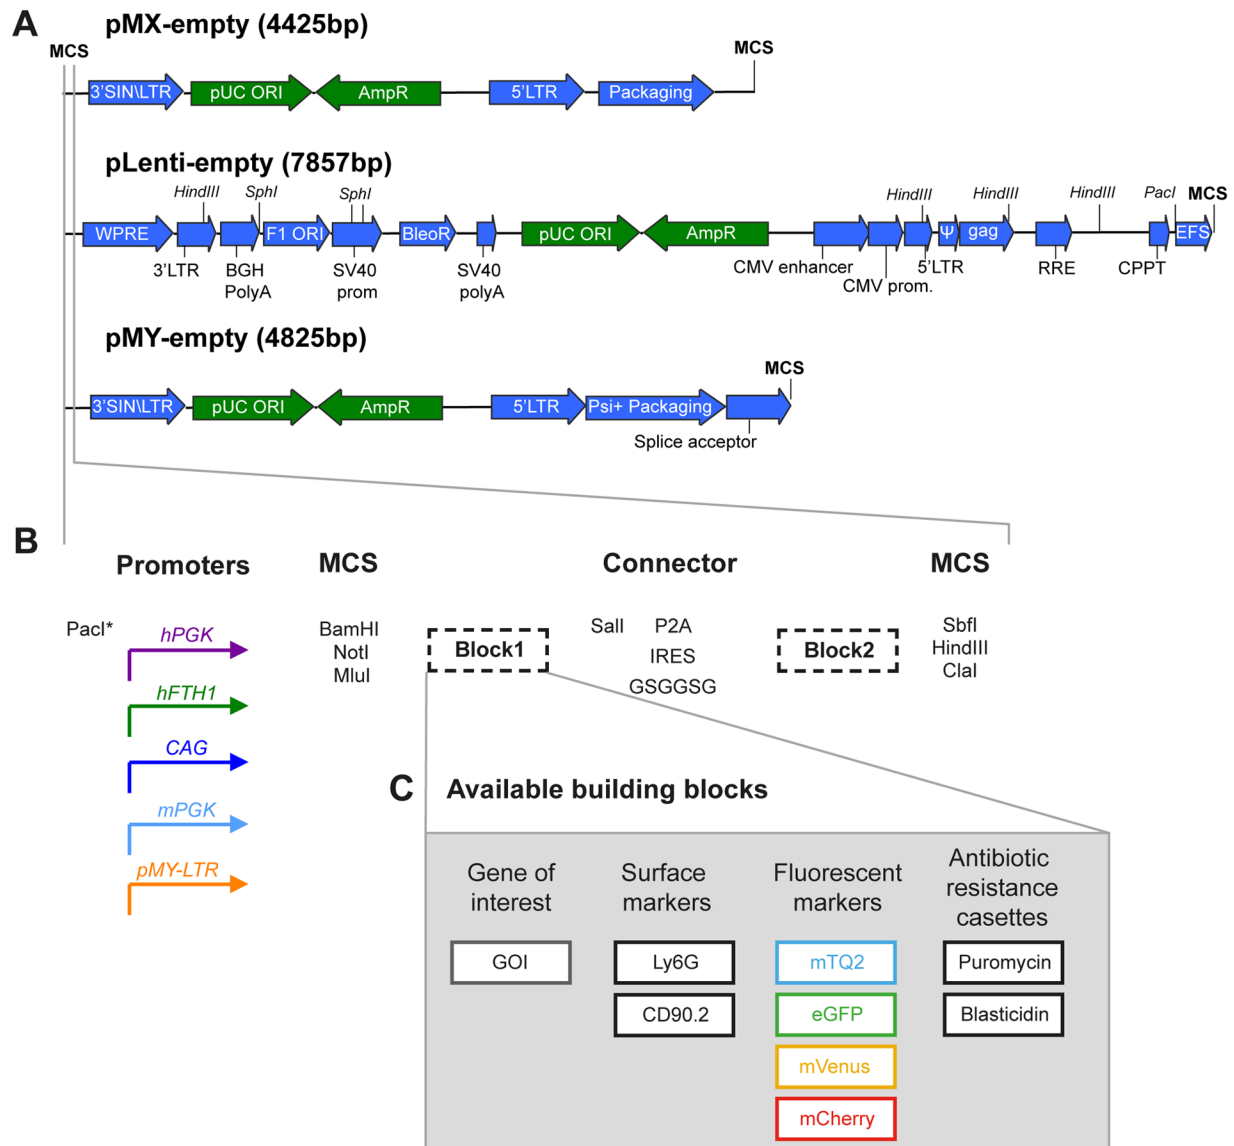 A
pMX-empty (4425bp)
MCS
MCS
3'SIN\LTR
pUC ORI
AmpR
5'LTR
Packaging
pLenti-empty (7857bp)
HindIII
SphI
SphI
HindIII
HindIII
HindIII
PacI
MCS
WPRE
F1 ORI
BleoR
pUC ORI
AmpR
Ψ
gag
EFS
3'LTR
BGH
PolyA
SV40
prom
SV40
polyA
CMV enhancer
CMV prom.
5'LTR
RRE
CPPT
pMY-empty (4825bp)
MCS
3'SIN\LTR
pUC ORI
AmpR
5'LTR
Psi+ Packaging
Splice acceptor
B
Promoters
MCS
Connector
MCS
PacI*
hPGK
hFTH1
CAG
mPGK
pMY-LTR
BamHI
NotI
MluI
Block1
SalI
P2A
IRES
GSGGSG
Block2
SbfI
HindIII
ClaI
C
Available building blocks
Gene of
interest
GOI
Surface
markers
Ly6G
CD90.2
Fluorescent
markers
mTQ2
eGFP
mVenus
mCherry
Antibiotic
resistance
casettes
Puromycin
Blasticidin